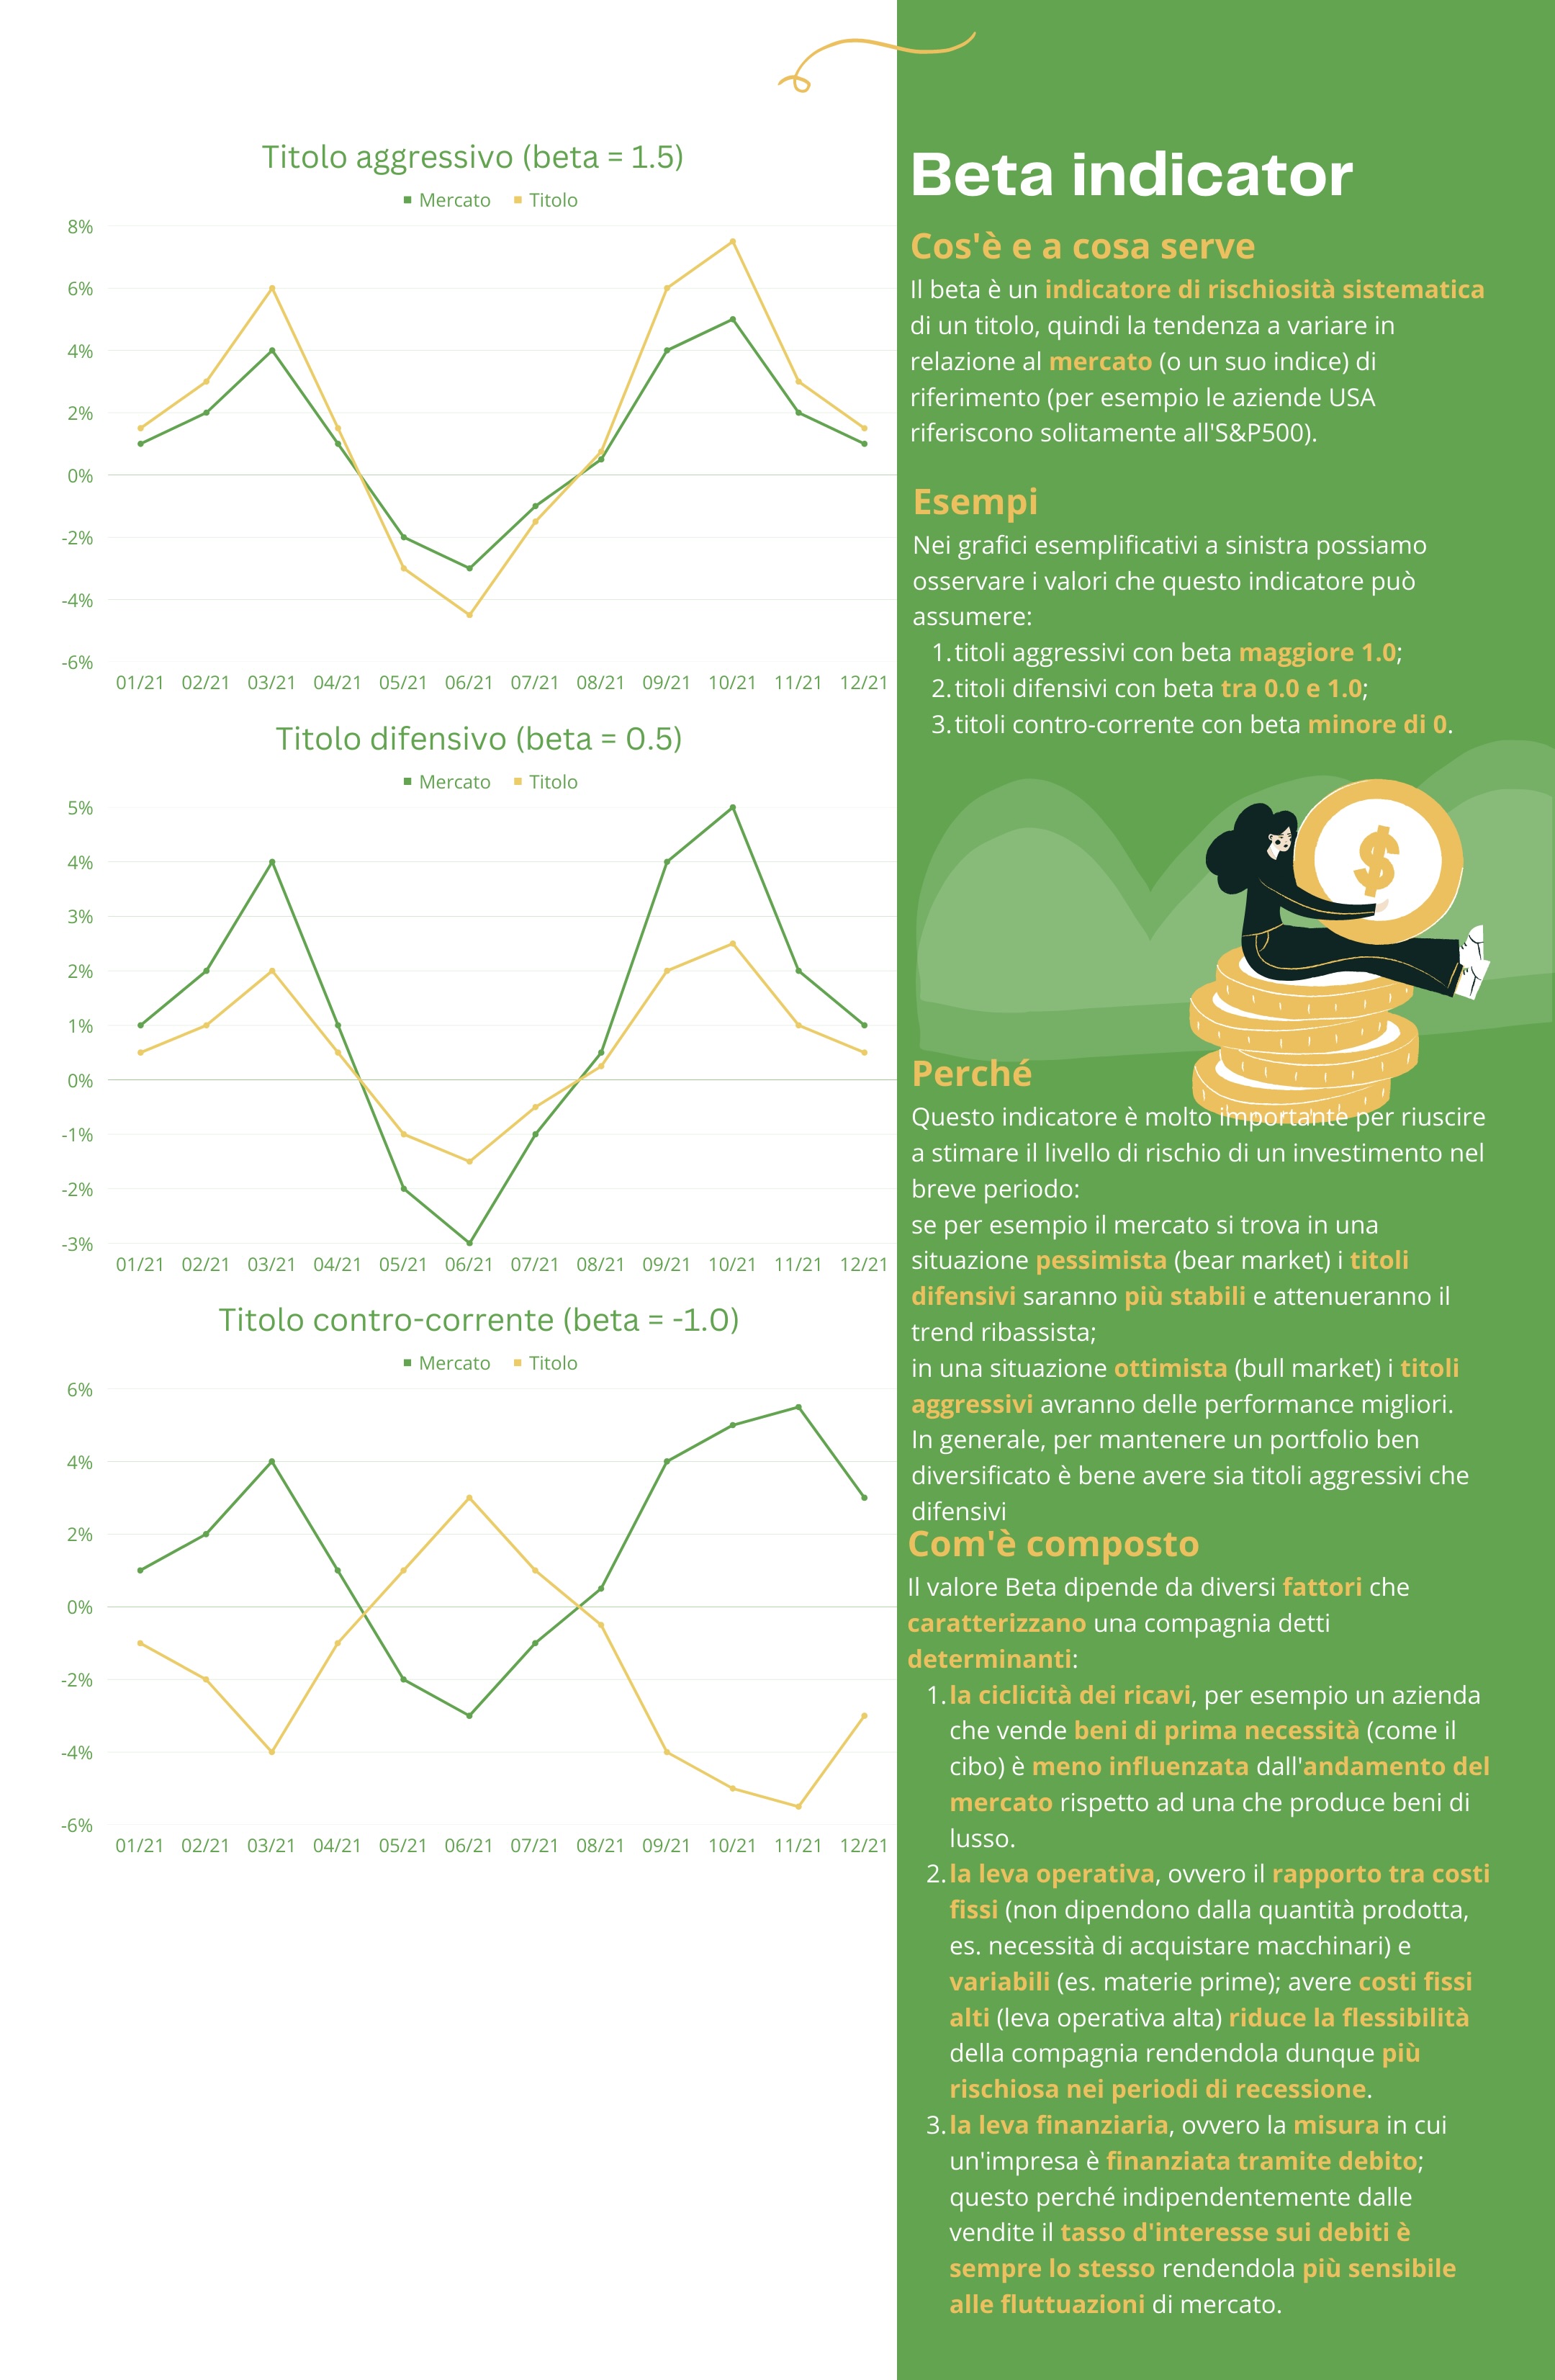 Titolo aggressivo (beta = 1.5)
Mercato Titolo
8%
6%
4%
2%
0%
-2%
-4%
-6%
01/21 02/21 03/21 04/21 05/21 06/21 07/21 08/21 09/21 10/21 11/21 12/21
Titolo difensivo (beta = 0.5)
Mercato Titolo
5%
4%
3%
2%
1%
0%
-1%
-2%
-3%
01/21 02/21 03/21 04/21 05/21 06/21 07/21 08/21 09/21 10/21 11/21 12/21
Titolo contro-corrente (beta = -1.0)
Mercato Titolo
6%
4%
2%
0%
-2%
-4%
-6%
01/21 02/21 03/21 04/21 05/21 06/21 07/21 08/21 09/21 10/21 11/21 12/21
Beta indicator
Cos'è e a cosa serve
Il beta è un indicatore di rischiosità sistematica
di un titolo, quindi la tendenza a variare in
relazione al mercato (o un suo indice) di
riferimento (per esempio le aziende USA
riferiscono solitamente all'S&P500).
Esempi
Nei grafici esemplificativi a sinistra possiamo
osservare i valori che questo indicatore può
assumere:
1. titoli aggressivi con beta maggiore 1.0;
2. titoli difensivi con beta tra 0.0 e 1.0;
3. titoli contro-corrente con beta minore di 0.
$
Perché
Questo indicatore è molto importante per riuscire
a stimare il livello di rischio di un investimento nel
breve periodo:
se per esempio il mercato si trova in una
situazione pessimista (bear market) i titoli
difensivi saranno più stabili e attenueranno il
trend ribassista;
in una situazione ottimista (bull market) i titoli
aggressivi avranno delle performance migliori.
In generale, per mantenere un portfolio ben
diversificato è bene avere sia titoli aggressivi che
difensivi
Com'è composto
Il valore Beta dipende da diversi fattori che
caratterizzano una compagnia detti
determinanti:
1. la ciclicità dei ricavi, per esempio un azienda
che vende beni di prima necessità (come il
cibo) è meno influenzata dall'andamento del
mercato rispetto ad una che produce beni di
lusso.
2. la leva operativa, ovvero il rapporto tra costi
fissi (non dipendono dalla quantità prodotta,
es. necessità di acquistare macchinari) e
variabili (es. materie prime); avere costi fissi
alti (leva operativa alta) riduce la flessibilità
della compagnia rendendola dunque più
rischiosa nei periodi di recessione.
3. la leva finanziaria, ovvero la misura in cui
un'impresa è finanziata tramite debito;
questo perché indipendentemente dalle
vendite il tasso d'interesse sui debiti è
sempre lo stesso rendendola più sensibile
alle fluttuazioni di mercato.